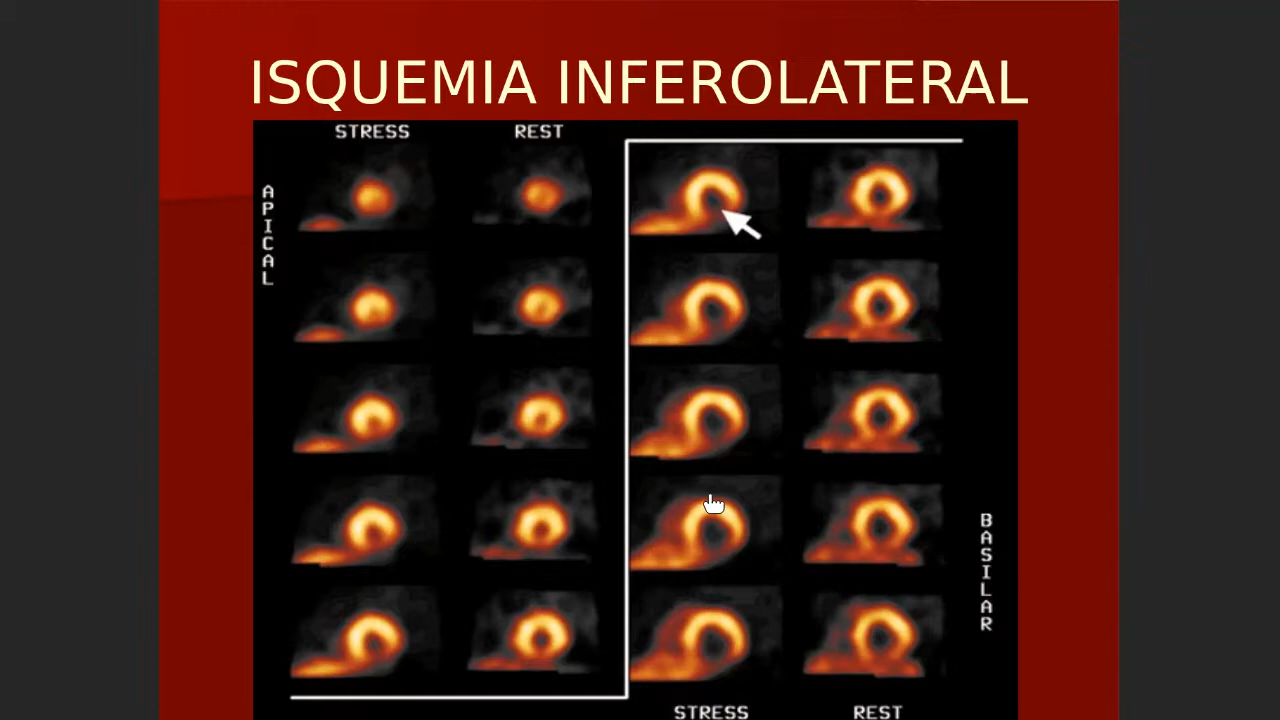 ISQUEMIA INFEROLATERAL
STRESS REST
APICAL
BASILAR
STRESS REST